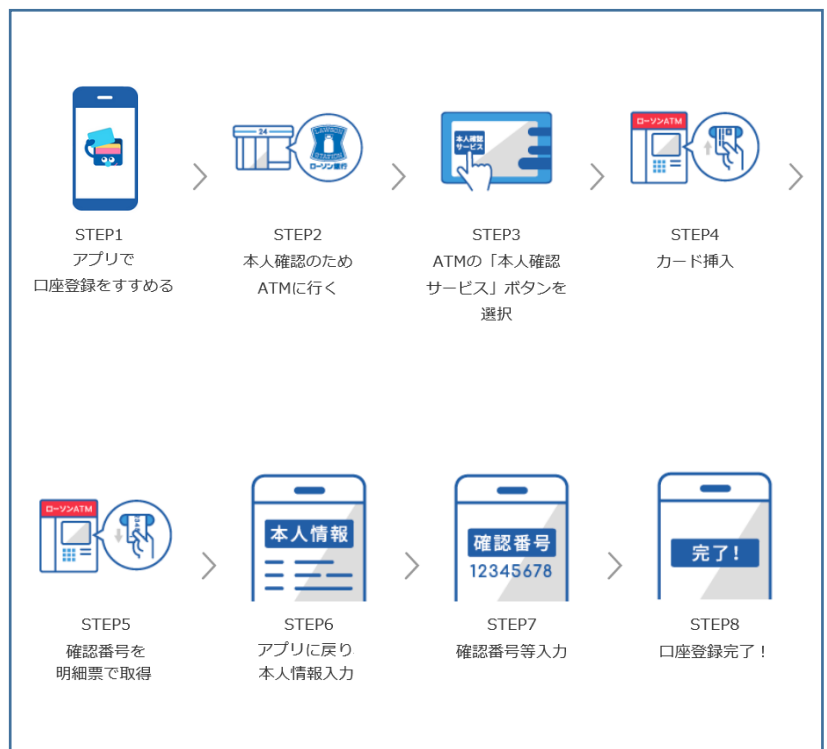 24
LAWSON
STATION
ローソン銀行
本人確認
サービス
ローソンATM
STEP1
アプリで
口座登録をすすめる
STEP2
本人確認のため
ATMに行く
STEP3
ATMの「本人確認
サービス」ボタンを
選択
STEP4
カード挿入
ローソンATM
本人情報
確認番号
12345678
完了!
STEP5
確認番号を
明細票で取得
STEP6
アプリに戻り
本人情報入力
STEP7
確認番号等入力
STEP8
口座登録完了！